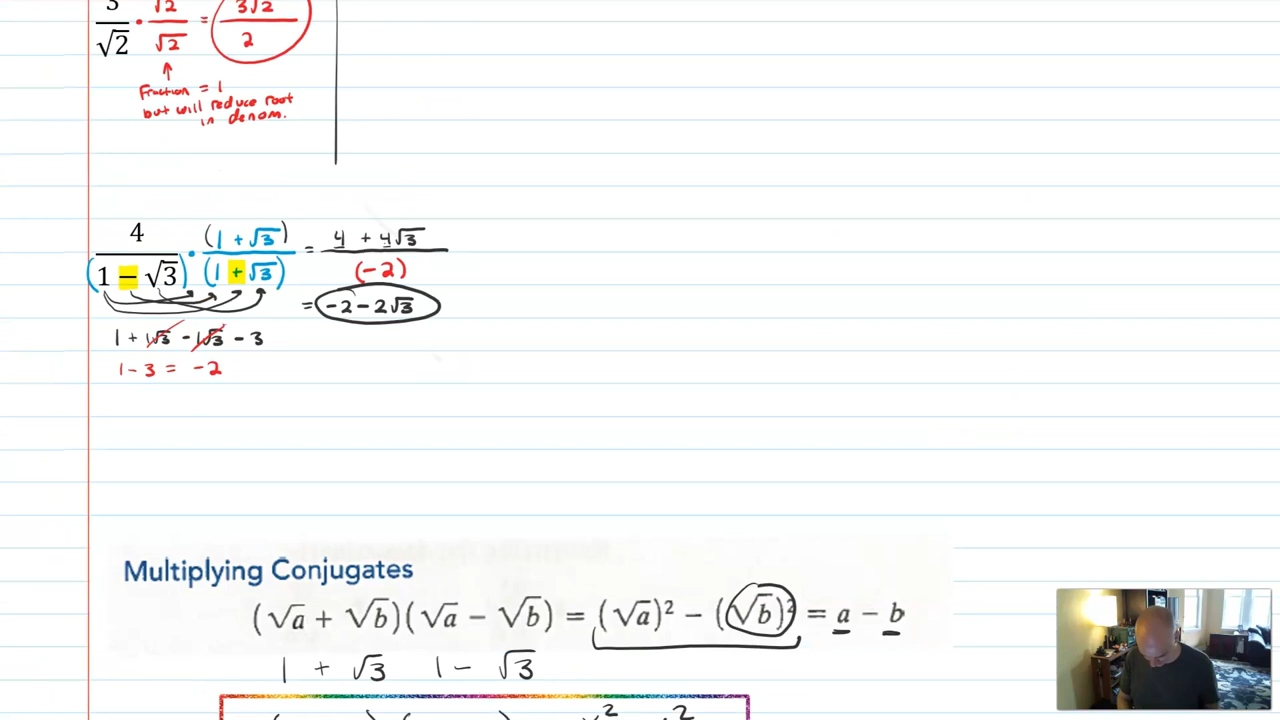 3/√2 · √2/√2 = 3√2/2
Fraction = 1
but will reduce root
in denom.
4/(1 − √3) · (1 + √3)/(1 + √3) = 4 + 4√3/(−2)
= −2 − 2√3
1 + 1√3 − 1√3 − 3
1 − 3 = −2
Multiplying Conjugates
(√a + √b)(√a − √b) = (√a)² − (√b)² = a − b
1 + √3 1 − √3